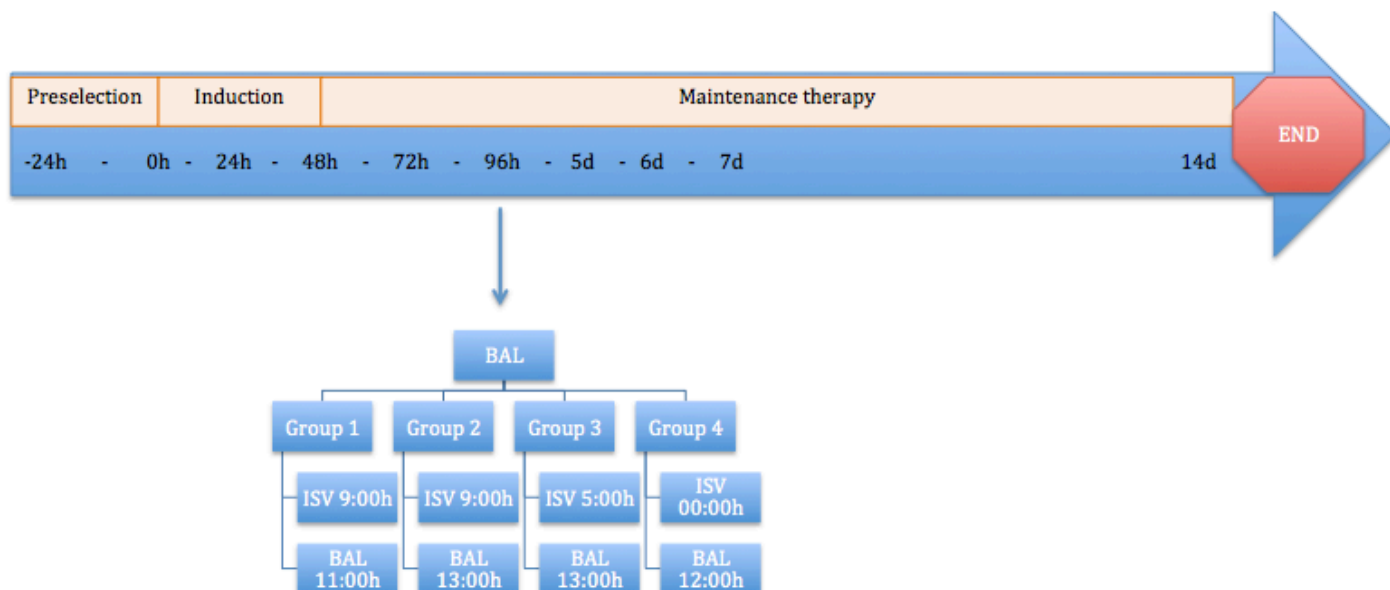 Preselection Induction Maintenance therapy
END
-24h - 0h - 24h - 48h - 72h - 96h - 5d - 6d - 7d 14d
BAL
Group 1 Group 2 Group 3 Group 4
ISV 9:00h ISV 9:00h ISV 5:00h ISV
00:00h
BAL BAL BAL BAL
11:00h 13:00h 13:00h 12:00h